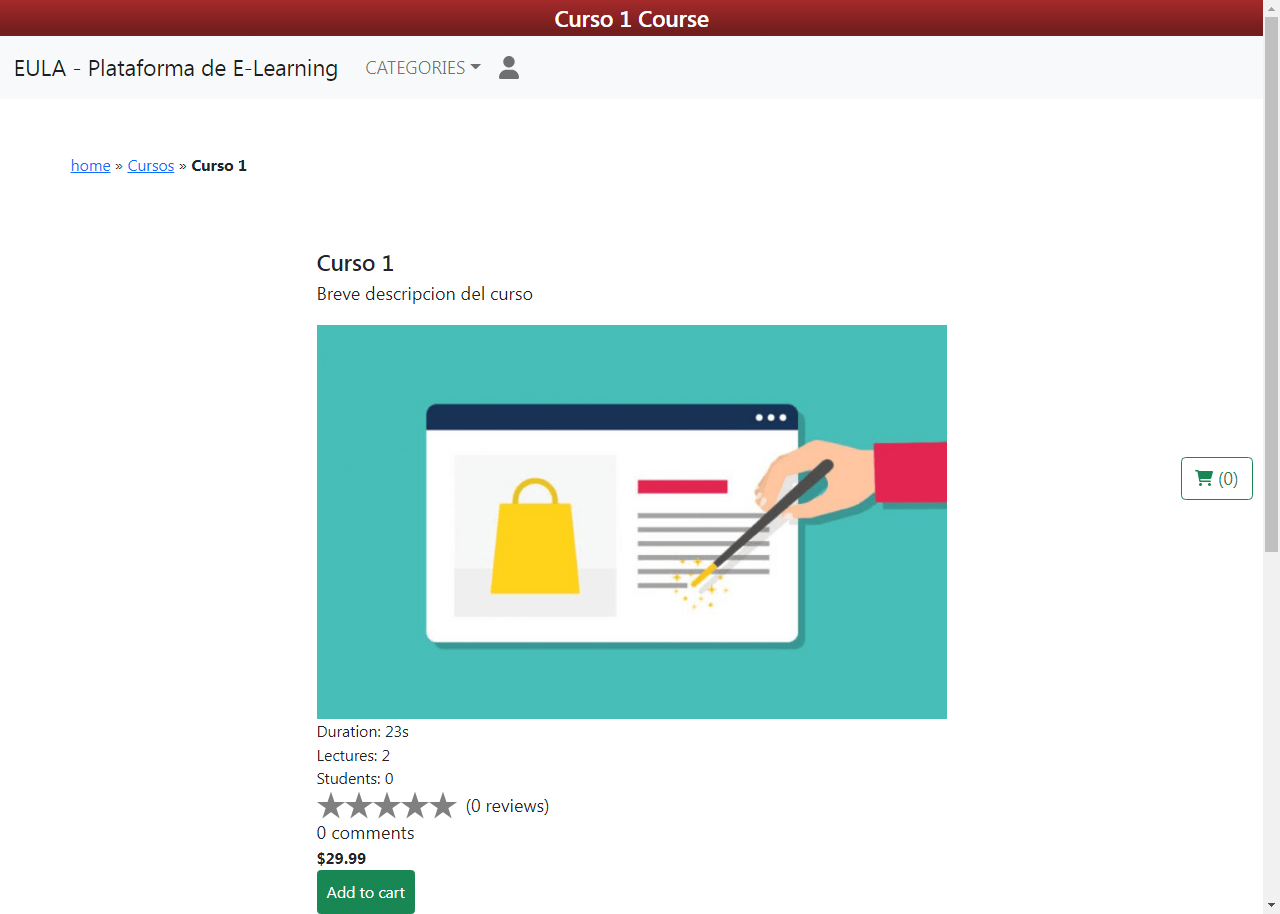 Curso 1 Course
EULA - Plataforma de E-Learning CATEGORIES
home » Cursos » Curso 1
Curso 1
Breve descripcion del curso
(0)
Duration: 23s
Lectures: 2
Students: 0
(0 reviews)
0 comments
$29.99
Add to cart